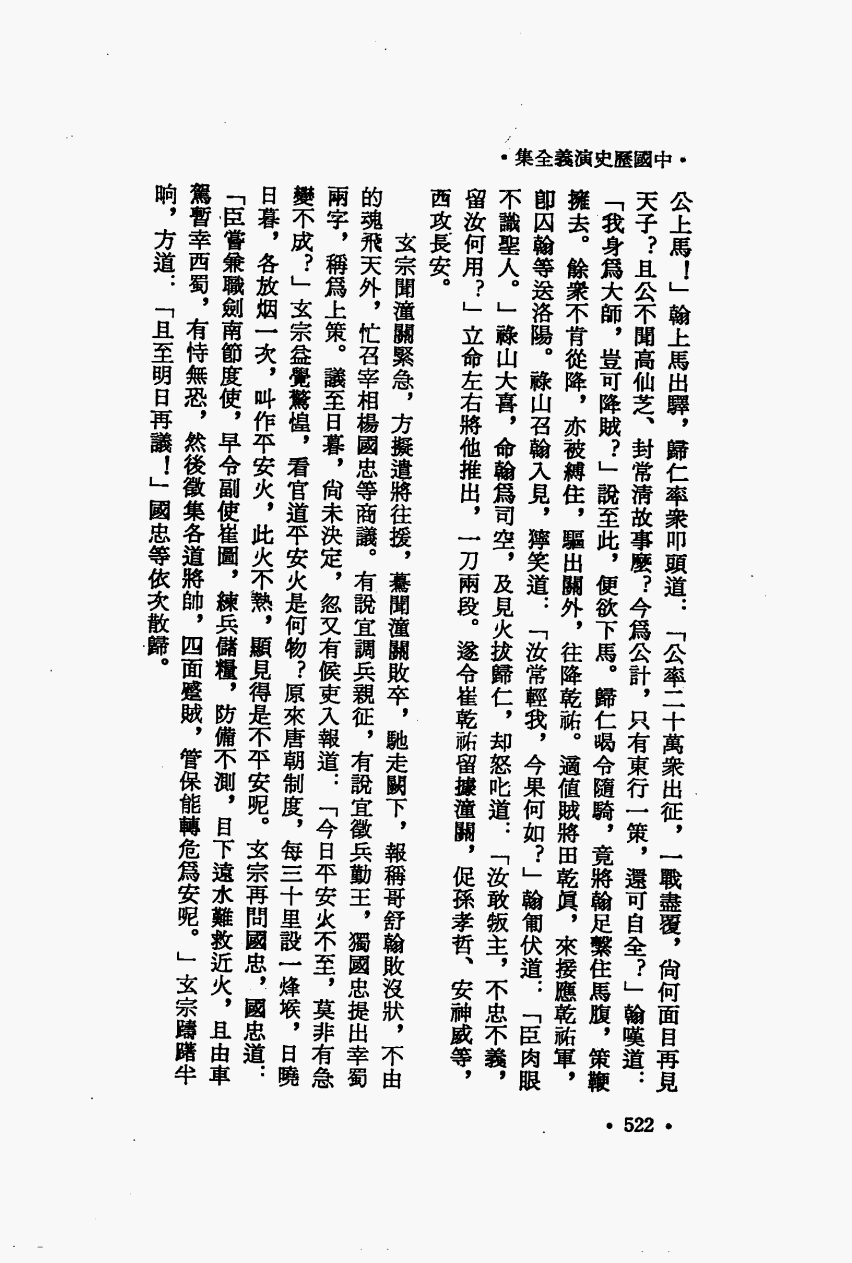 •中國歷史演義全集•
公上馬！」翰上馬出驛，歸仁率衆叩頭道：「公率二十萬衆出征，一戰盡覆，尙何面目再見
天子？且公不聞高仙芝、封常淸故事麼？今爲公計，只有東行一策，還可自全？」翰嘆道：
「我身爲大師，豈可降賊？」說至此，便欲下馬。歸仁喝令隨騎，竟將翰足繫住馬腹，策鞭
擁去。餘衆不肯從降，亦被縛住，驅出關外，往降乾祐。適値賊將田乾眞，來接應乾祐軍，
卽囚翰等送洛陽。祿山召翰入見，獰笑道：「汝常輕我，今果何如？」翰匍伏道：「臣肉眼
不識聖人。」祿山大喜，命翰爲司空，及見火拔歸仁，却怒叱道：「汝敢叛主，不忠不義，
留汝何用？」立命左右將他推出，一刀兩段。遂令崔乾祐留據潼關，促孫孝哲、安神威等，
西攻長安。
玄宗聞潼關緊急，方擬遣將往援，驀聞潼關敗卒，馳走闕下，報稱哥舒翰敗沒狀，不由
的魂飛天外，忙召宰相楊國忠等商議。有說宜調兵親征，有說宜徵兵勤王，獨國忠提出幸蜀
兩字，稱爲上策。議至日暮，尙未決定，忽又有候吏入報道：「今日平安火不至，莫非有急
變不成？」玄宗益覺驚惶，看官道平安火是何物？原來唐朝制度，每三十里設一烽堠，日曉
日暮，各放烟一次，叫作平安火，此火不熱，顯見得是不平安呢。玄宗再問國忠，國忠道：
「臣嘗兼職劍南節度使，早令副使崔圖，練兵儲糧，防備不測，目下遠水難救近火，且由車
駕暫幸西蜀，有恃無恐，然後徵集各道將帥，四面蹙賊，管保能轉危爲安呢。」玄宗躊躇半
晌，方道：「且至明日再議！」國忠等依次散歸。
•522•